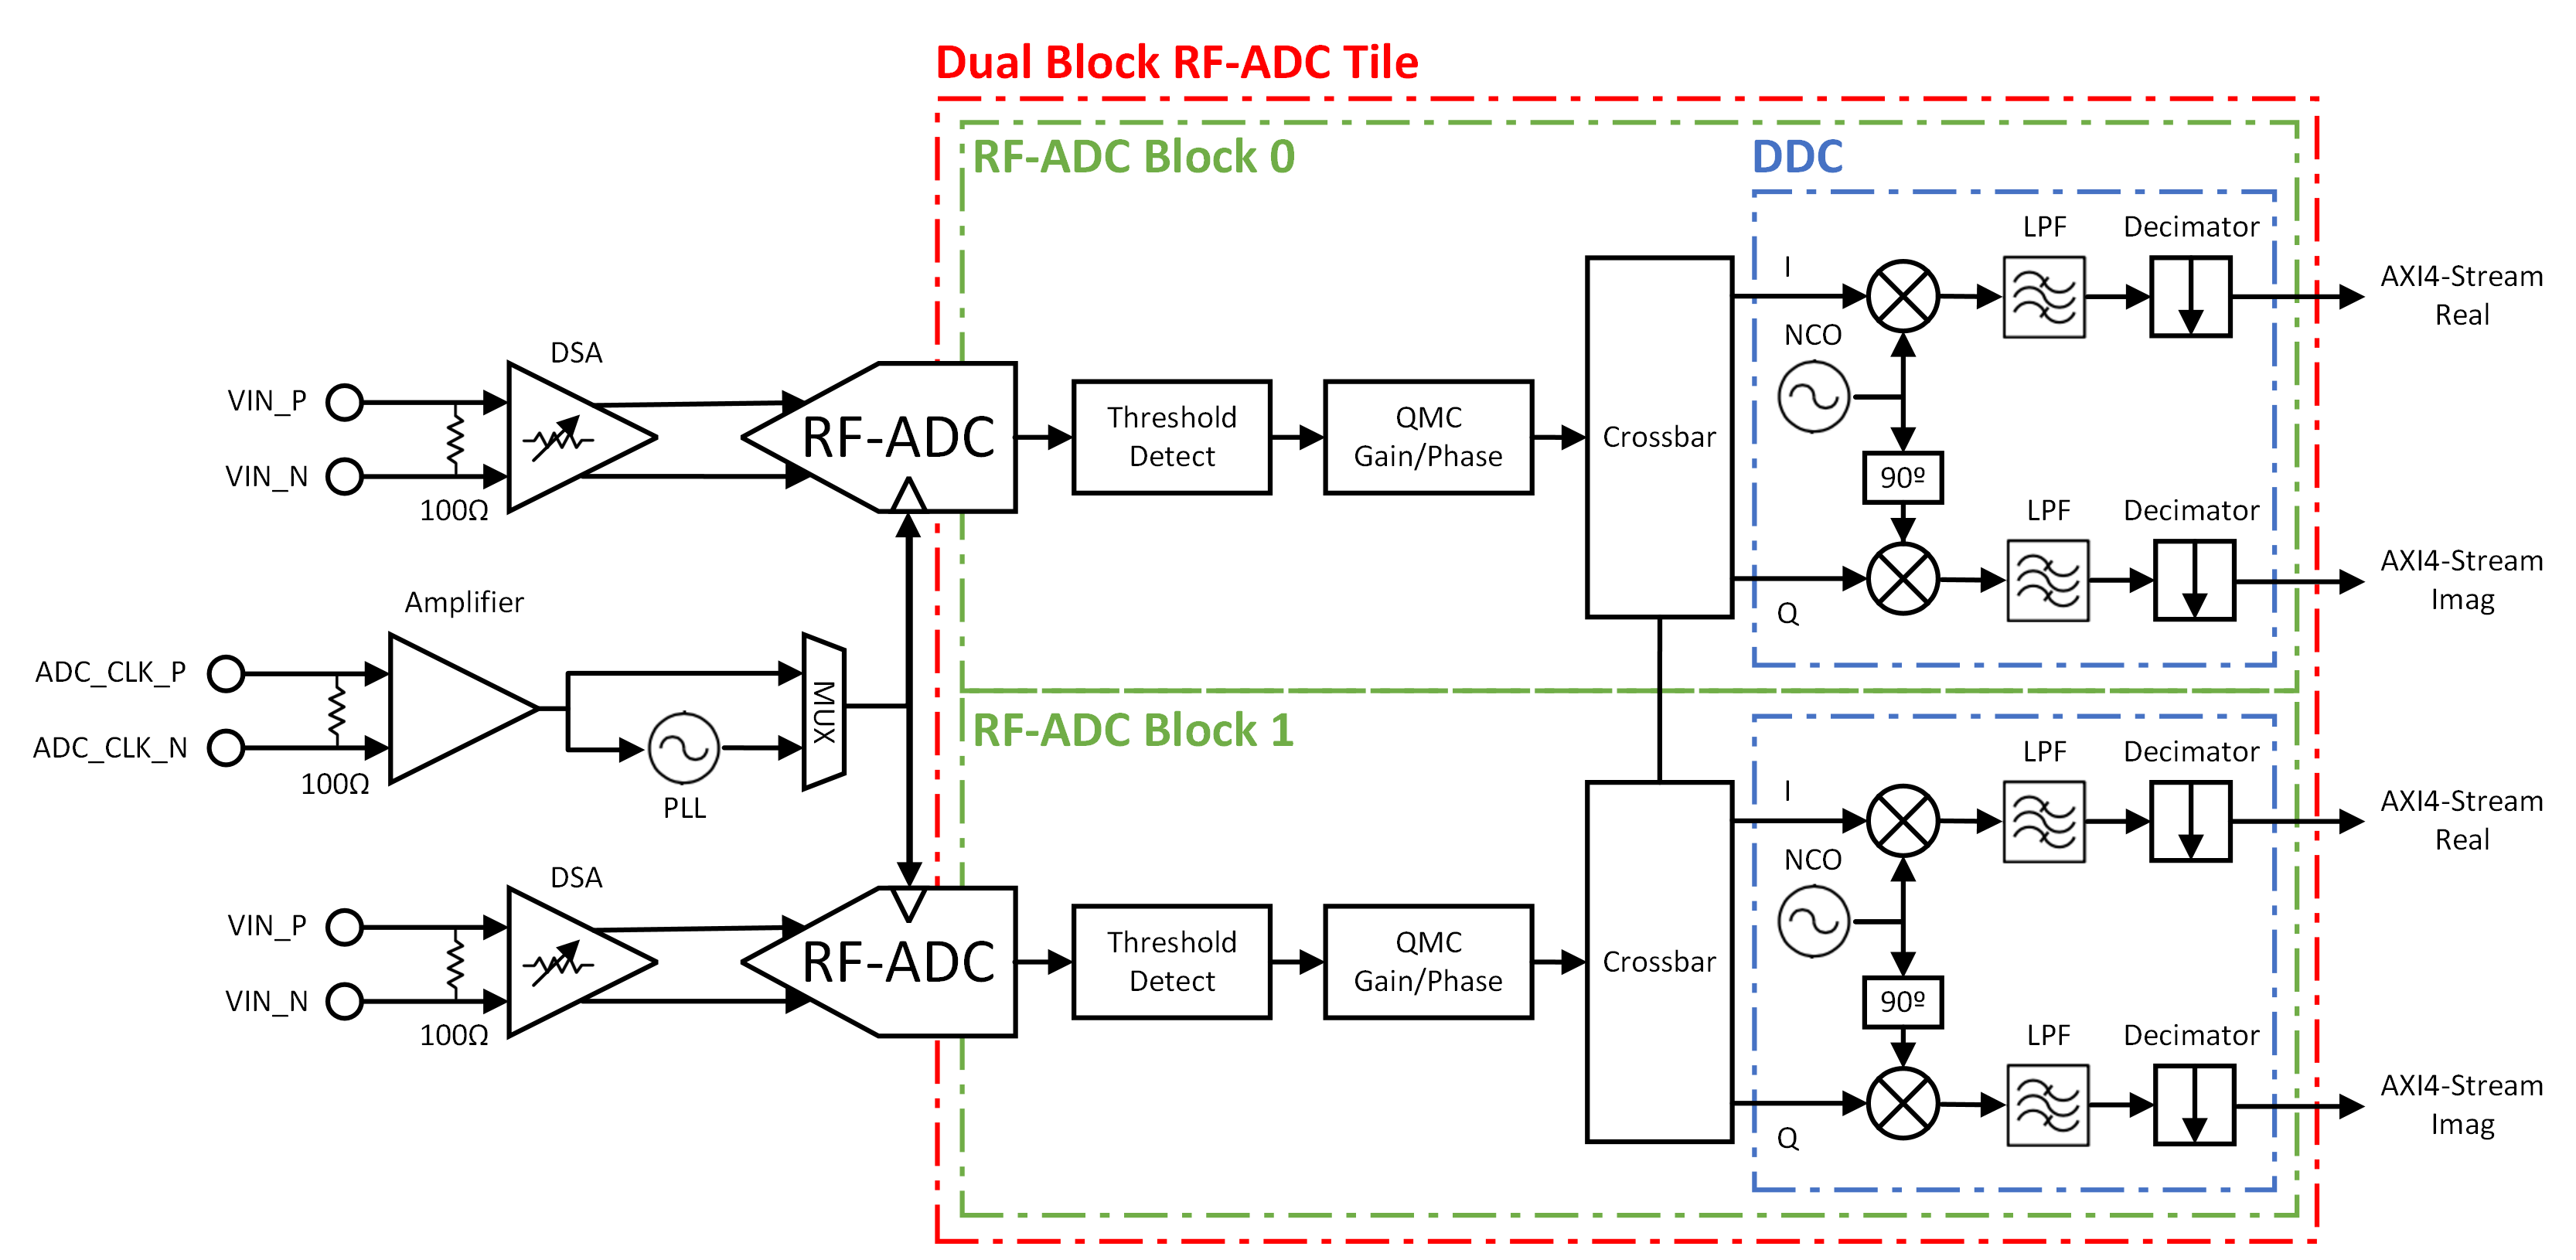 Dual Block RF-ADC Tile
RF-ADC Block 0
DDC
LPF
Decimator
I
AXI4-Stream
Real
NCO
DSA
VIN_P
VIN_N
100Ω
RF-ADC
Threshold
Detect
QMC
Gain/Phase
Crossbar
90º
LPF
Decimator
Q
AXI4-Stream
Imag
Amplifier
ADC_CLK_P
ADC_CLK_N
100Ω
PLL
MUX
RF-ADC Block 1
LPF
Decimator
I
AXI4-Stream
Real
NCO
DSA
VIN_P
VIN_N
100Ω
RF-ADC
Threshold
Detect
QMC
Gain/Phase
Crossbar
90º
LPF
Decimator
Q
AXI4-Stream
Imag